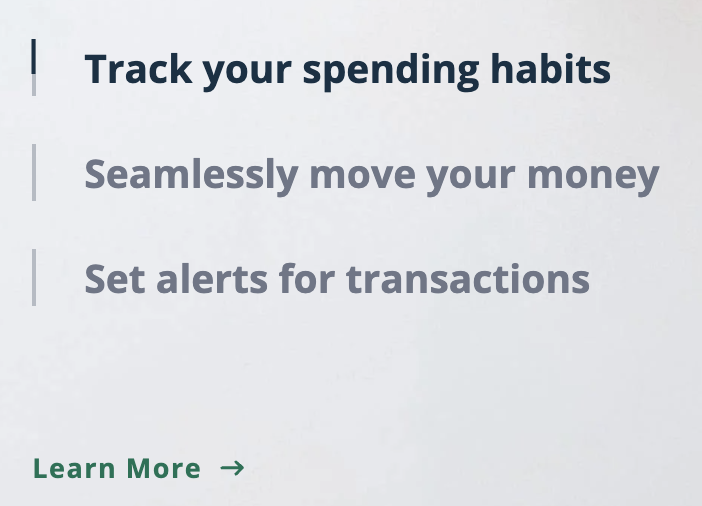 Track your spending habits
Seamlessly move your money
Set alerts for transactions
Learn More →